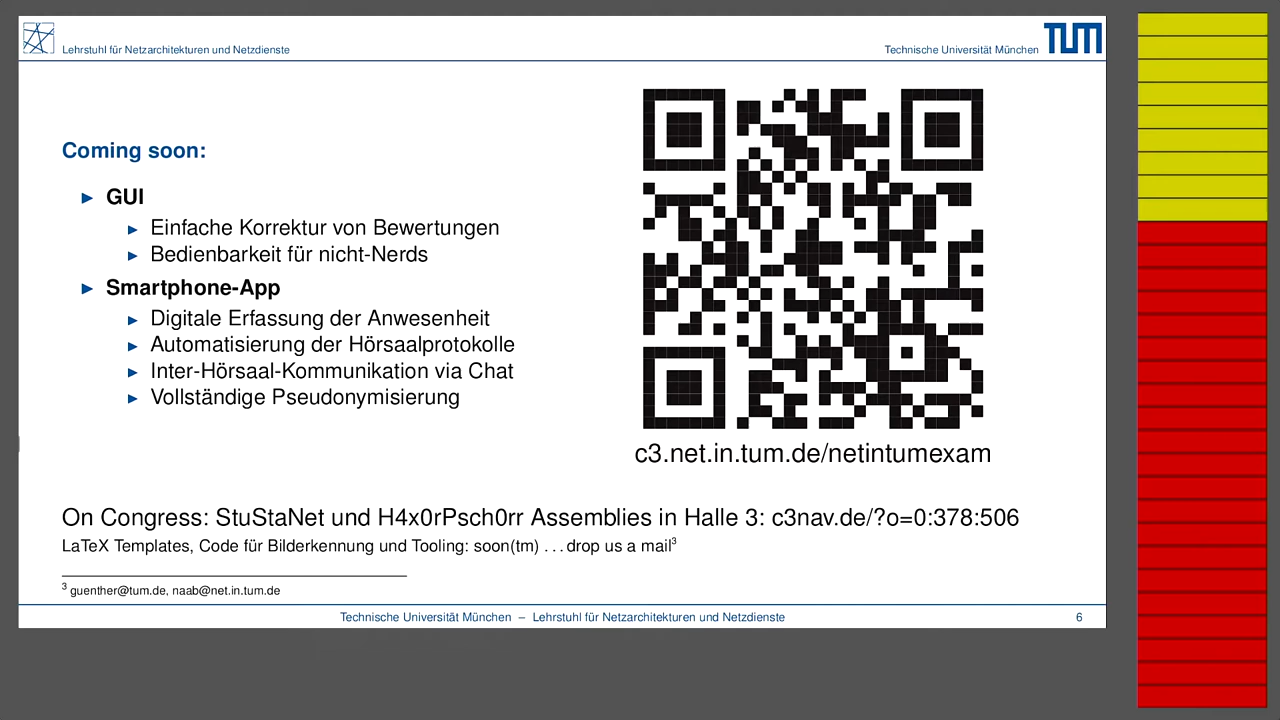 Lehrstuhl für Netzarchitekturen und Netzdienste
Technische Universität München TUM
Coming soon:
► GUI
► Einfache Korrektur von Bewertungen
► Bedienbarkeit für nicht-Nerds
► Smartphone-App
► Digitale Erfassung der Anwesenheit
► Automatisierung der Hörsaalprotokolle
► Inter-Hörsaal-Kommunikation via Chat
► Vollständige Pseudonymisierung
c3.net.in.tum.de/netintumexam
On Congress: StuStaNet und H4x0rPsch0rr Assemblies in Halle 3: c3nav.de/?o=0:378:506
LaTeX Templates, Code für Bilderkennung und Tooling: soon(tm) ...drop us a mail³
³ guenther@tum.de, naab@net.in.tum.de
Technische Universität München – Lehrstuhl für Netzarchitekturen und Netzdienste
6